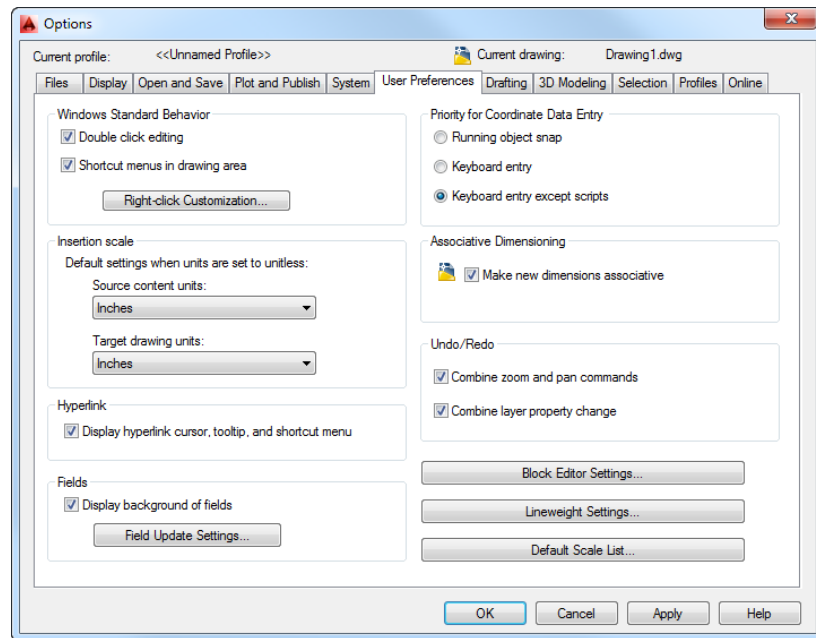 Options
Current profile: <<Unnamed Profile>> Current drawing: Drawing1.dwg
Files Display Open and Save Plot and Publish System User Preferences Drafting 3D Modeling Selection Profiles Online
Windows Standard Behavior
Double click editing
Shortcut menus in drawing area
Right-click Customization...
Insertion scale
Default settings when units are set to unitless:
Source content units:
Inches
Target drawing units:
Inches
Hyperlink
Display hyperlink cursor, tooltip, and shortcut menu
Fields
Display background of fields
Field Update Settings...
Priority for Coordinate Data Entry
Running object snap
Keyboard entry
Keyboard entry except scripts
Associative Dimensioning
Make new dimensions associative
Undo/Redo
Combine zoom and pan commands
Combine layer property change
Block Editor Settings...
Lineweight Settings...
Default Scale List...
OK Cancel Apply Help